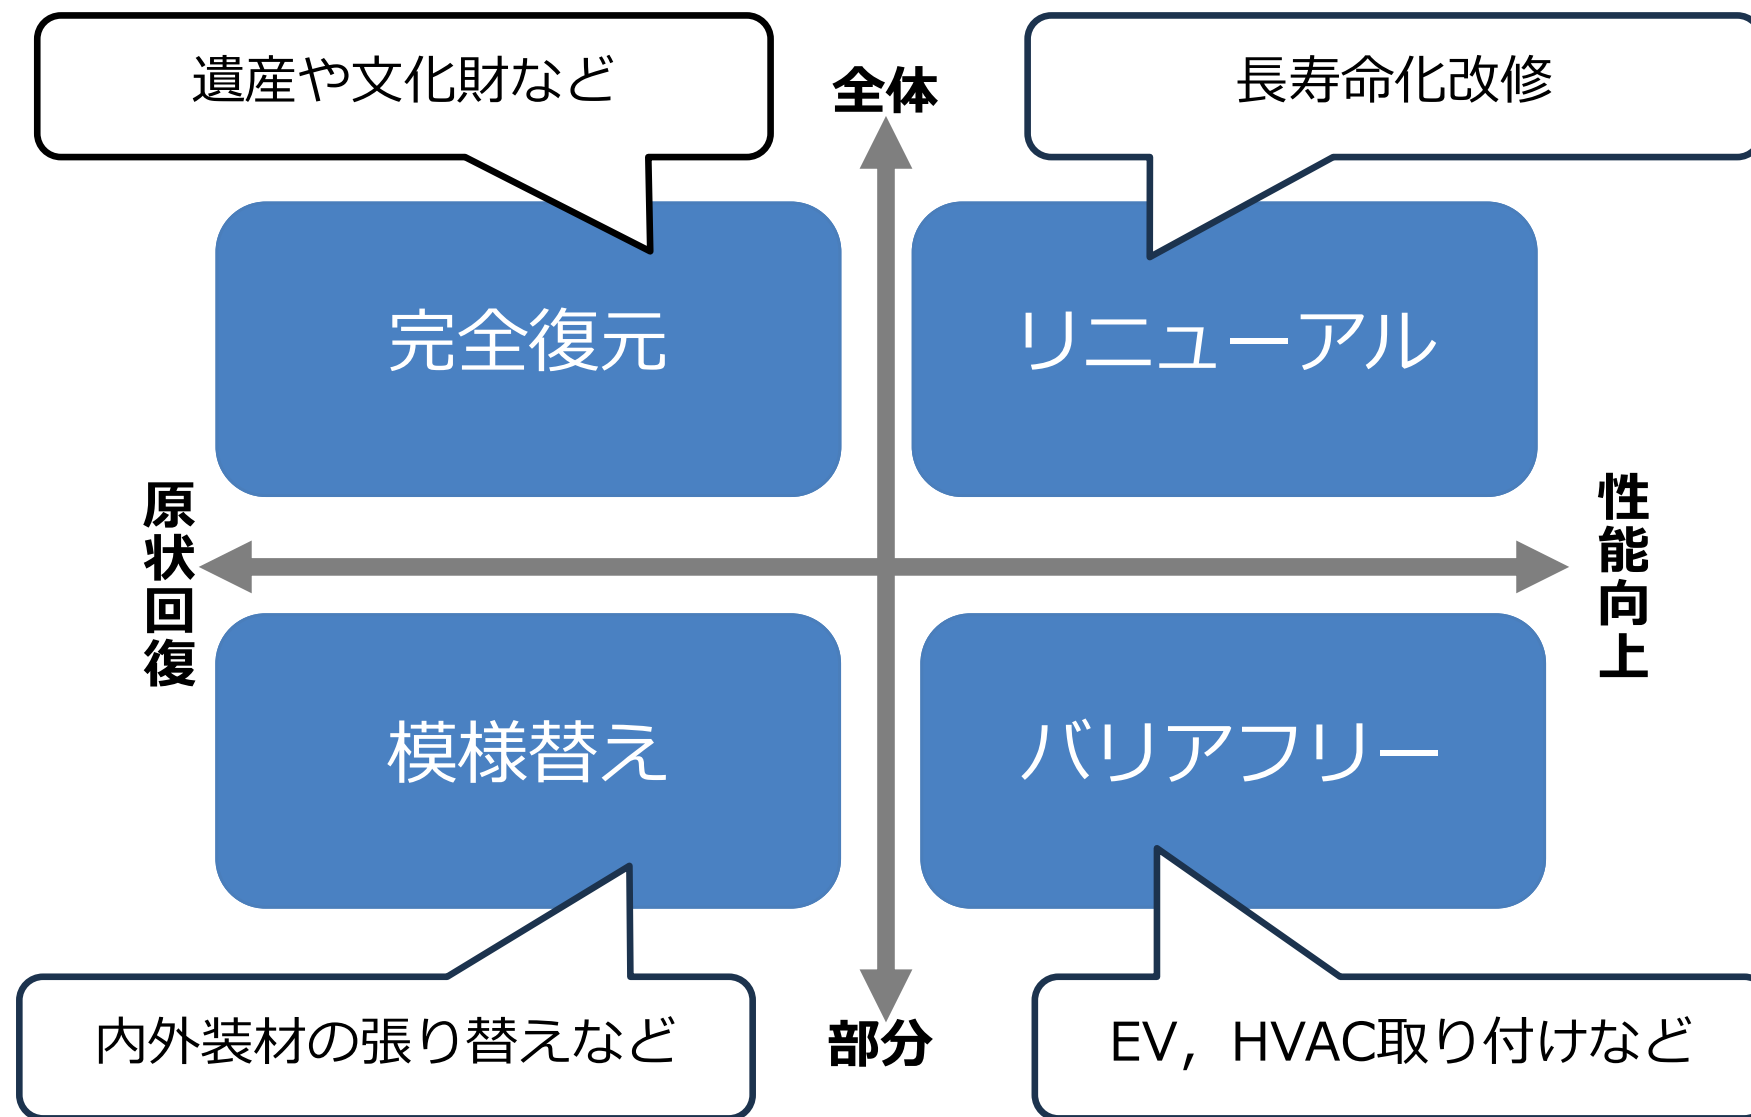 遺産や文化財など
全体
長寿命化改修
完全復元
リニューアル
原状回復
性能向上
模様替え
バリアフリー
内外装材の張り替えなど
部分
EV，HVAC取り付けなど